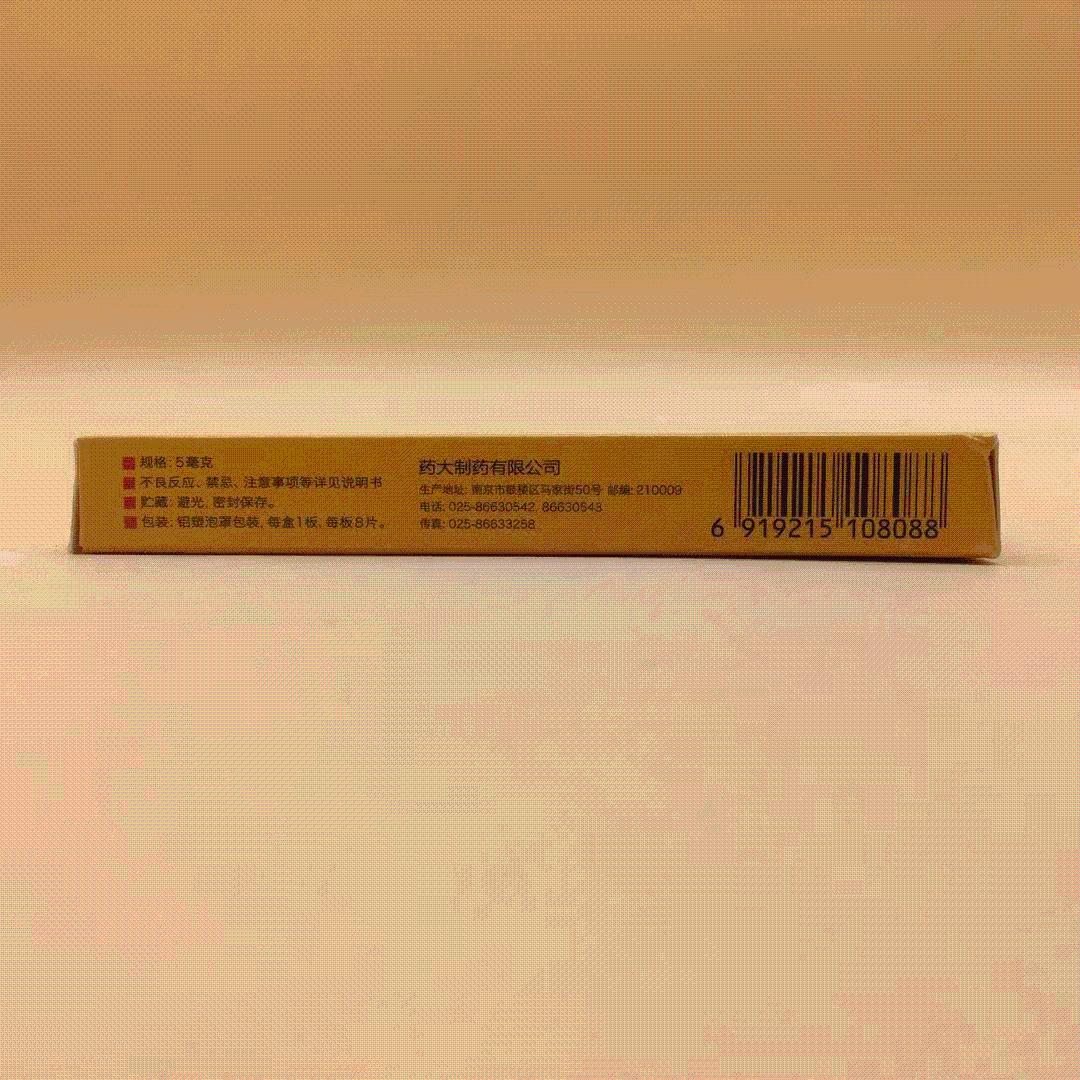 规格: 5毫克
不良反应、禁忌、注意事项等详见说明书
贮藏: 避光, 密封保存。
包装: 铝塑泡罩包装, 每盒1板, 每板8片。
药大制药有限公司
生产地址: 南京市鼓楼区马家街50号 邮编: 210009
电话: 025-86630542, 86630543
传真: 025-86633258
6 919215 108088